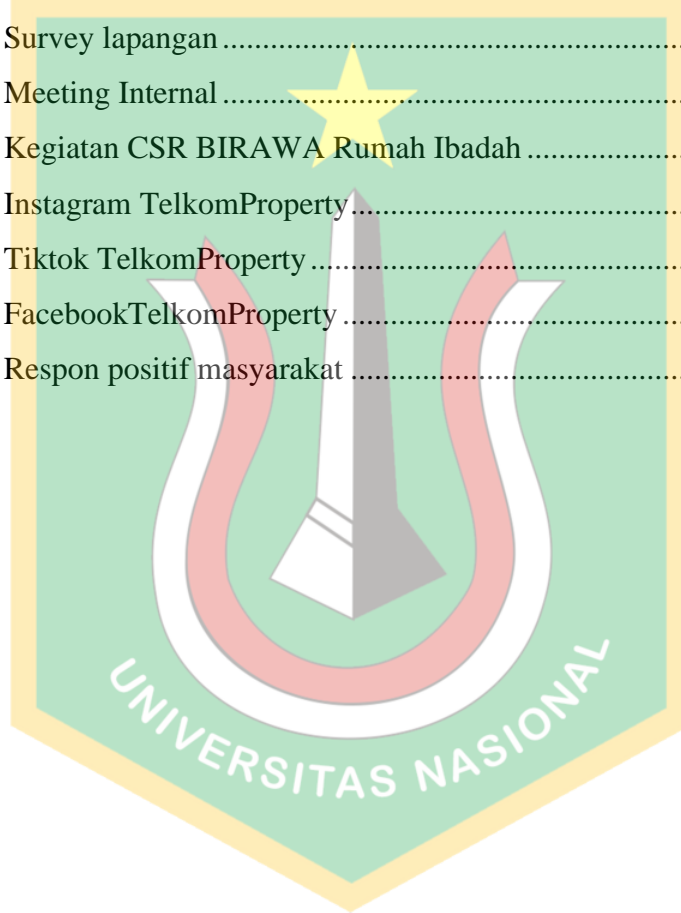 Survey lapangan ........................................................
Meeting Internal ........................................................
Kegiatan CSR BIRAWA Rumah Ibadah ............................
Instagram TelkomProperty........................................
Tiktok TelkomProperty ..............................................
FacebookTelkomProperty .........................................
Respon positif masyarakat ........................................
UNIVERSITAS NASIONAL